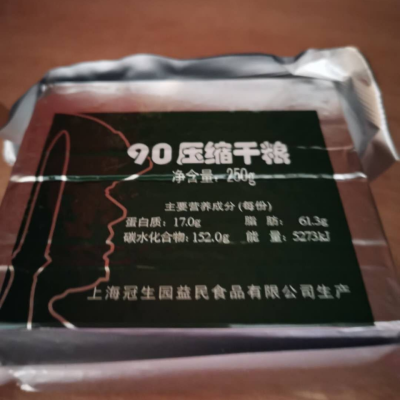 90压缩干粮
净含量：250g
主要营养成分(每份)
蛋白质：17.0g 脂 肪： 61.3g
碳水化合物：152.0g 能 量：5273kJ
上海冠生园益民食品有限公司生产